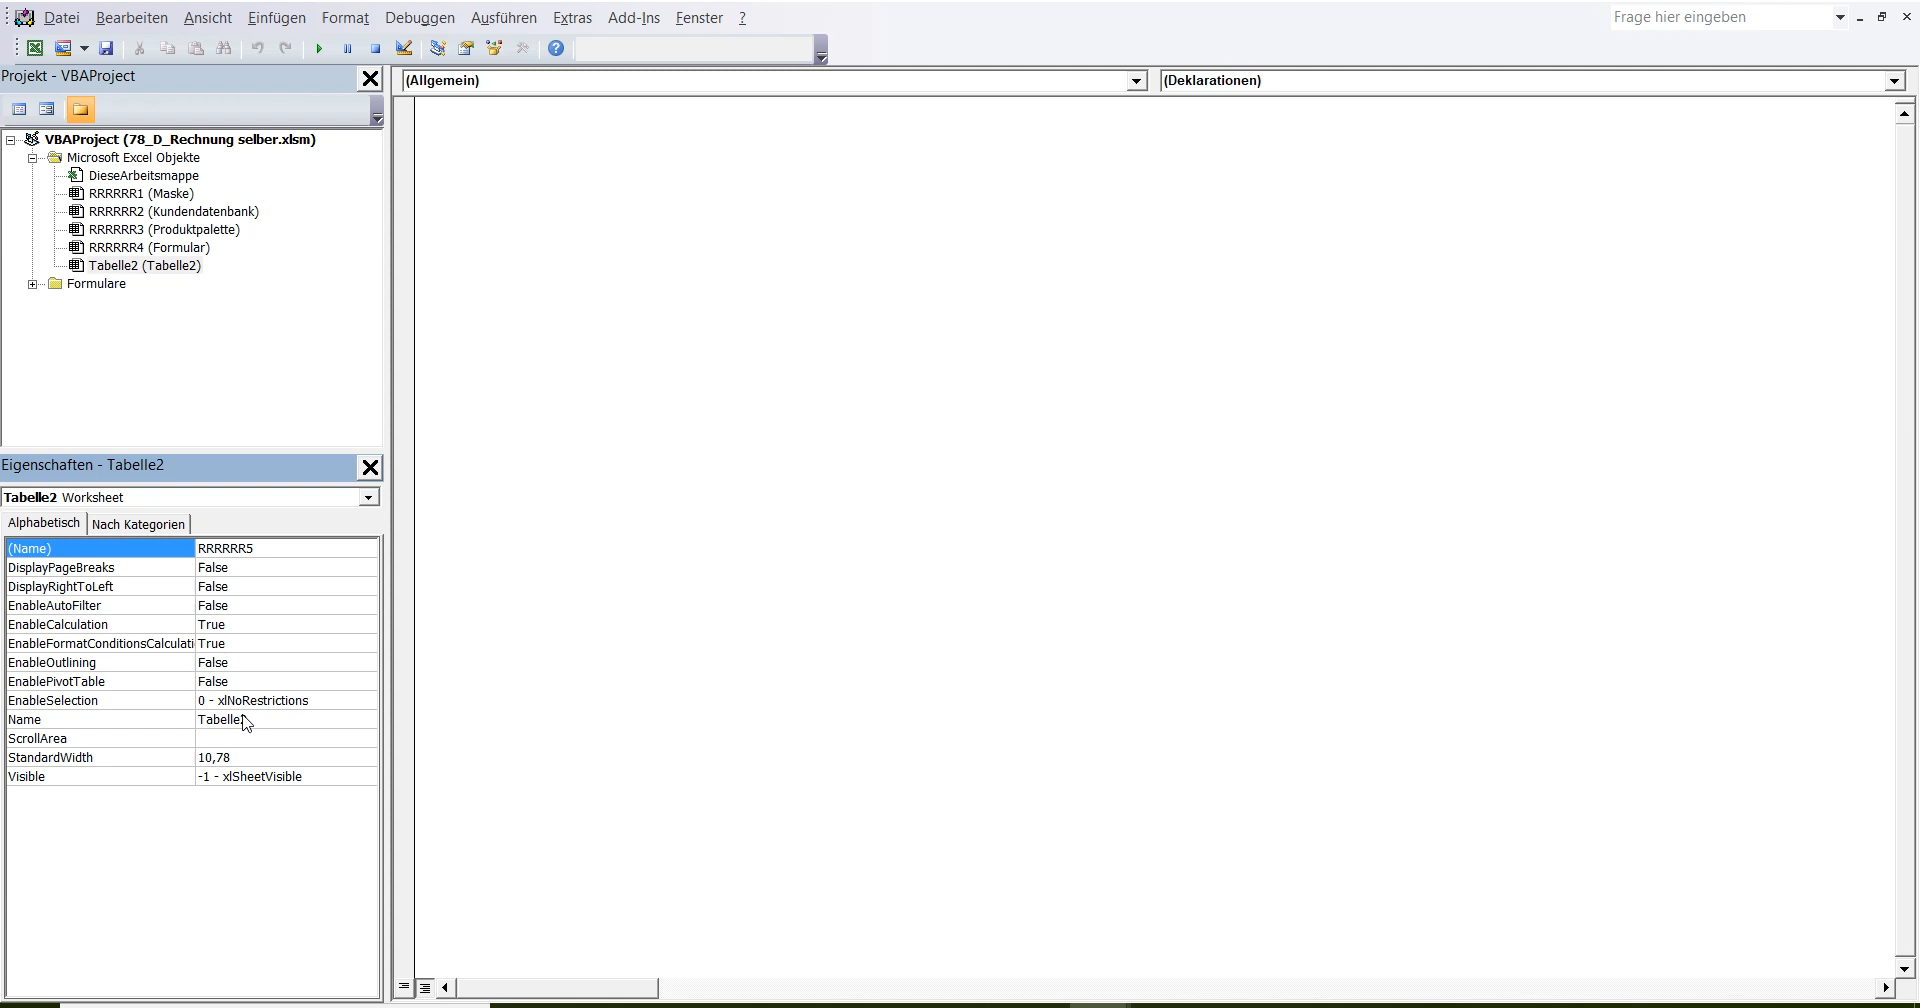 Datei Bearbeiten Ansicht Einfügen Format Debuggen Ausführen Extras Add-Ins Fenster ? Frage hier eingeben
Projekt - VBAProject
(Allgemein) (Deklarationen)
VBAProject (78_D_Rechnung selber.xlsm)
Microsoft Excel Objekte
DieseArbeitsmappe
RRRRRR1 (Maske)
RRRRRR2 (Kundendatenbank)
RRRRRR3 (Produktpalette)
RRRRRR4 (Formular)
Tabelle2 (Tabelle2)
Formulare
Eigenschaften - Tabelle2
Tabelle2 Worksheet
Alphabetisch Nach Kategorien
(Name) RRRRRR5
DisplayPageBreaks False
DisplayRightToLeft False
EnableAutoFilter False
EnableCalculation True
EnableFormatConditionsCalculati True
EnableOutlining False
EnablePivotTable False
EnableSelection 0 - xlNoRestrictions
Name Tabelle2
ScrollArea
StandardWidth 10,78
Visible -1 - xlSheetVisible